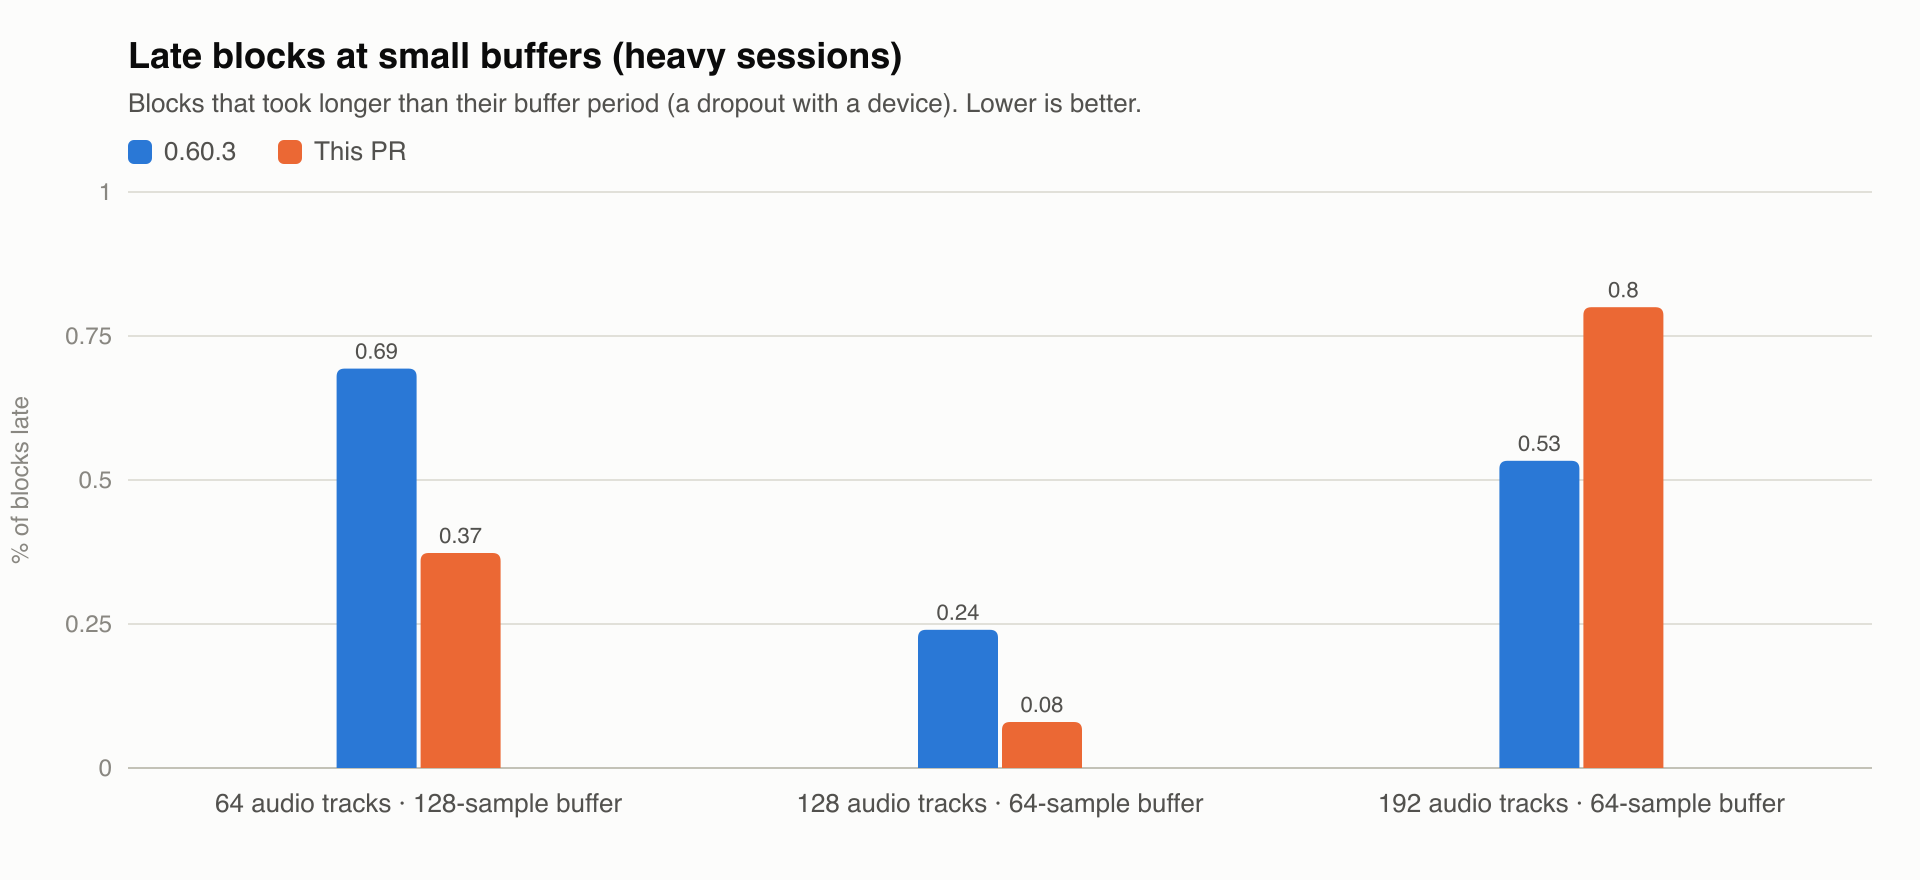 Late blocks at small buffers (heavy sessions)
Blocks that took longer than their buffer period (a dropout with a device). Lower is better.
0.60.3 This PR
1
0.75
0.5
0.25
0
% of blocks late
0.69
0.37
0.24
0.08
0.53
0.8
64 audio tracks · 128-sample buffer
128 audio tracks · 64-sample buffer
192 audio tracks · 64-sample buffer